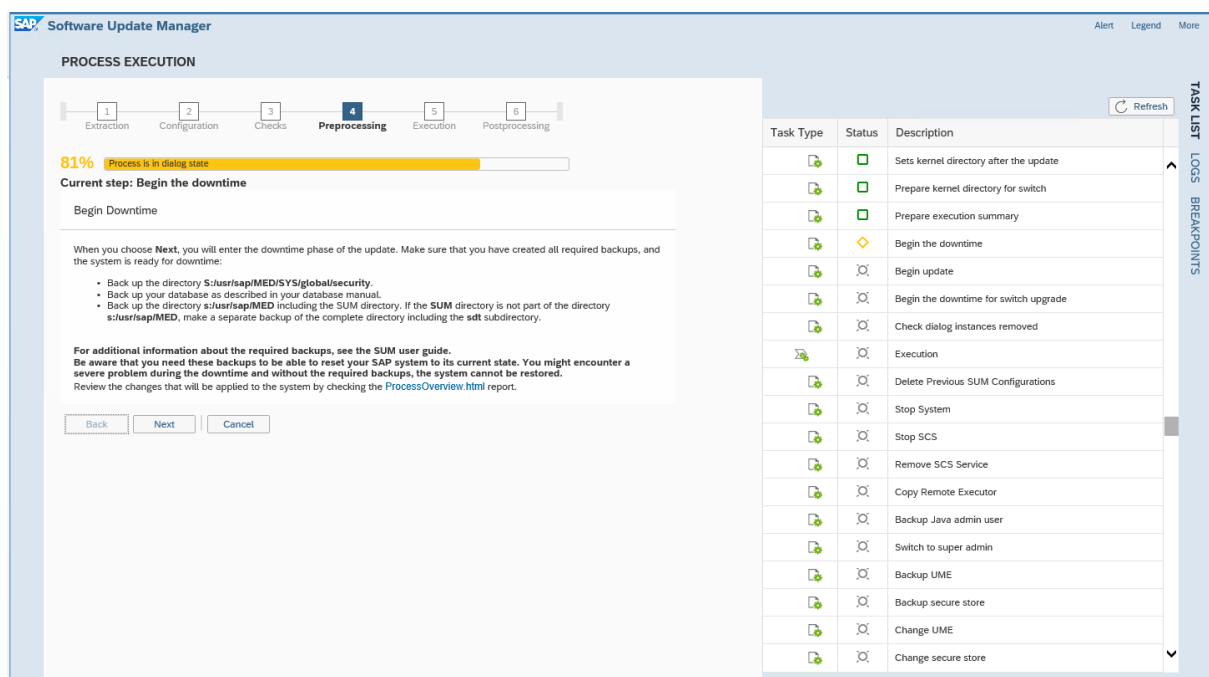 SAP Software Update Manager
Alert Legend More
PROCESS EXECUTION
1 2 3 4 5 6
Extraction Configuration Checks Preprocessing Execution Postprocessing
81% Process is in dialog state
Current step: Begin the downtime
Begin Downtime
When you choose Next, you will enter the downtime phase of the update. Make sure that you have created all required backups, and
the system is ready for downtime:
• Back up the directory S:/usr/sap/MED/SYS/global/security.
• Back up your database as described in your database manual.
• Back up the directory s:/usr/sap/MED including the SUM directory. If the SUM directory is not part of the directory
s:/usr/sap/MED, make a separate backup of the complete directory including the sdt subdirectory.
For additional information about the required backups, see the SUM user guide.
Be aware that you need these backups to be able to reset your SAP system to its current state. You might encounter a
severe problem during the downtime and without the required backups, the system cannot be restored.
Review the changes that will be applied to the system by checking the ProcessOverview.html report.
Back Next Cancel
Refresh
Task Type Status Description
Sets kernel directory after the update
Prepare kernel directory for switch
Prepare execution summary
Begin the downtime
Begin update
Begin the downtime for switch upgrade
Check dialog instances removed
Execution
Delete Previous SUM Configurations
Stop System
Stop SCS
Remove SCS Service
Copy Remote Executor
Backup Java admin user
Switch to super admin
Backup UME
Backup secure store
Change UME
Change secure store
TASK LIST
LOGS
BREAKPOINTS